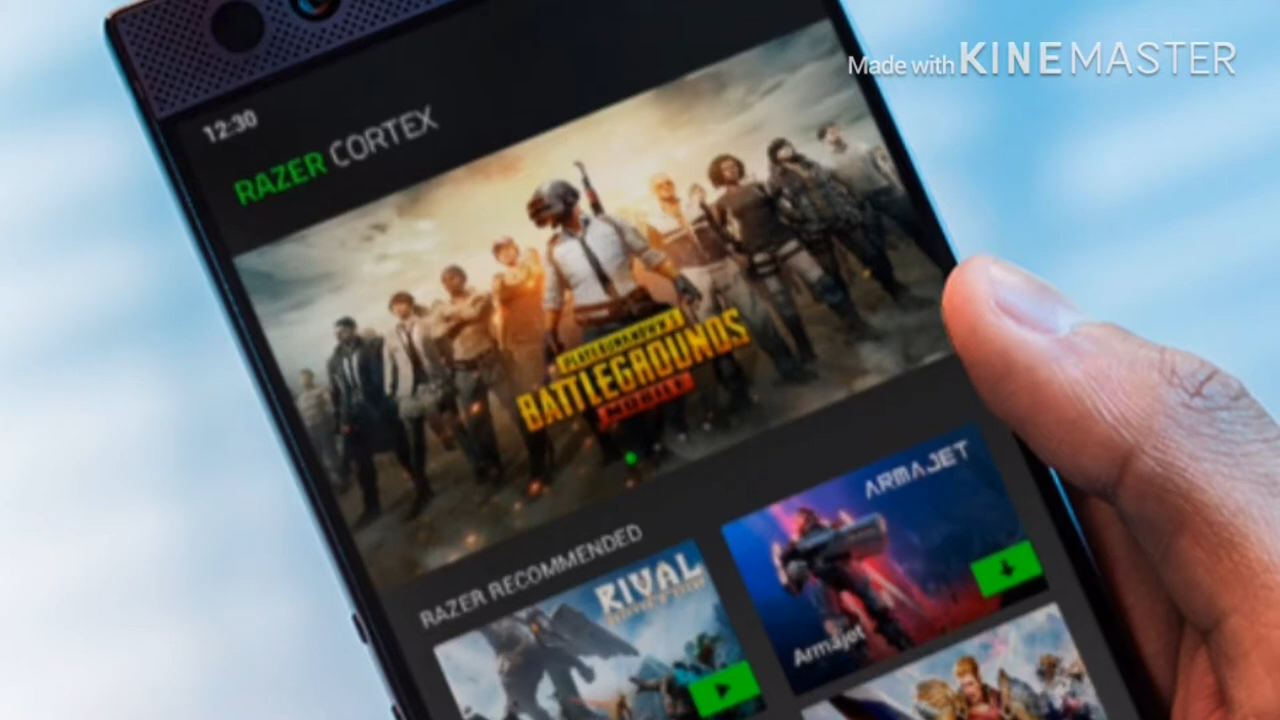 Made with KINEMASTER
12:30
RAZER CORTEX
PLAYERUNKNOWN'S
BATTLEGROUNDS
MOBILE
RAZER RECOMMENDED
RIVAL
ARMAJET
Armajet